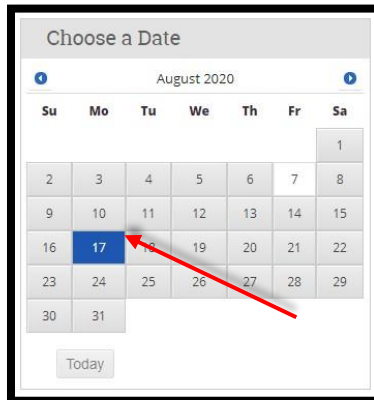 Choose a Date
August 2020
Su Mo Tu We Th Fr Sa
1
2 3 4 5 6 7 8
9 10 11 12 13 14 15
16 17 18 19 20 21 22
23 24 25 26 27 28 29
30 31
Today